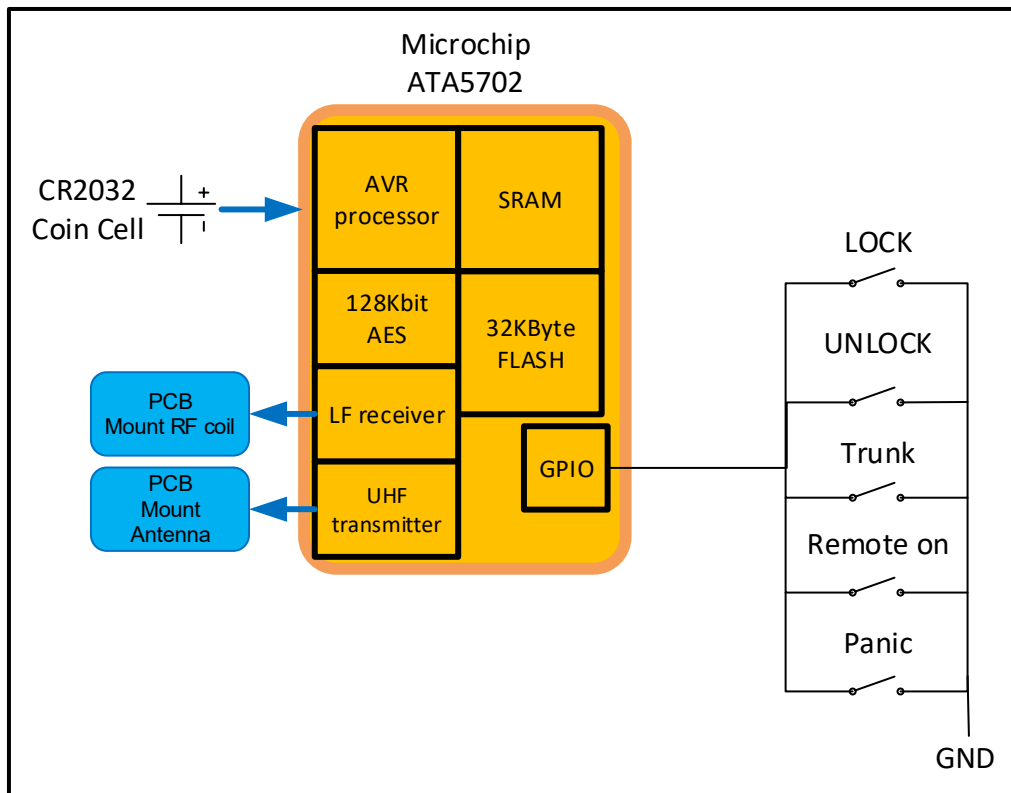 Microchip
ATA5702
CR2032
Coin Cell
+
-
AVR
processor
SRAM
128Kbit
AES
32KByte
FLASH
LF receiver
UHF
transmitter
GPIO
PCB
Mount RF coil
PCB
Mount
Antenna
LOCK
UNLOCK
Trunk
Remote on
Panic
GND